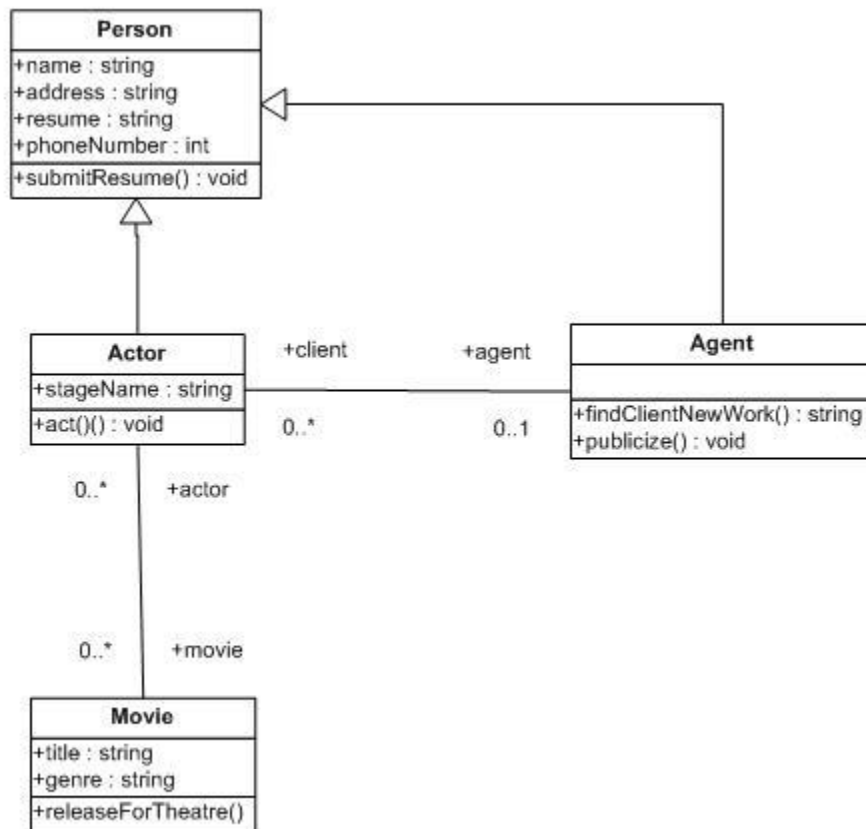 Person
+name : string
+address : string
+resume : string
+phoneNumber : int
+submitResume() : void
Actor
+stageName : string
+act()() : void
+client
+agent
0..*
0..1
Agent
+findClientNewWork() : string
+publicize() : void
0..*
+actor
0..*
+movie
Movie
+title : string
+genre : string
+releaseForTheatre()